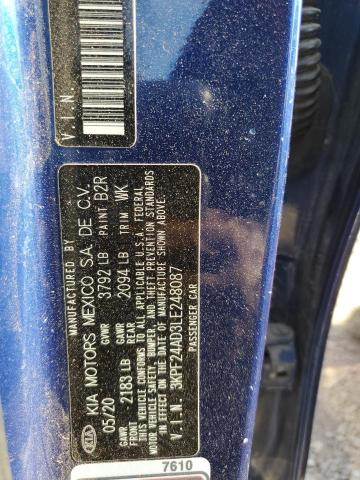 V.I.N.
KIA
KIA MOTORS MEXICO S.A. DE C.V.
05/20 GVWR 3792 LB PAINT B2R
GAWR FRONT 2183 LB GAWR REAR 2094 LB TRIM WK
THIS VEHICLE CONFORMS TO ALL APPLICABLE U.S.A. FEDERAL
MOTOR VEHICLE SAFETY, BUMPER, AND THEFT PREVENTION STANDARDS
IN EFFECT ON THE DATE OF MANUFACTURE SHOWN ABOVE.
V.I.N. 3KPF24AD3LE248087
PASSENGER CAR
7610